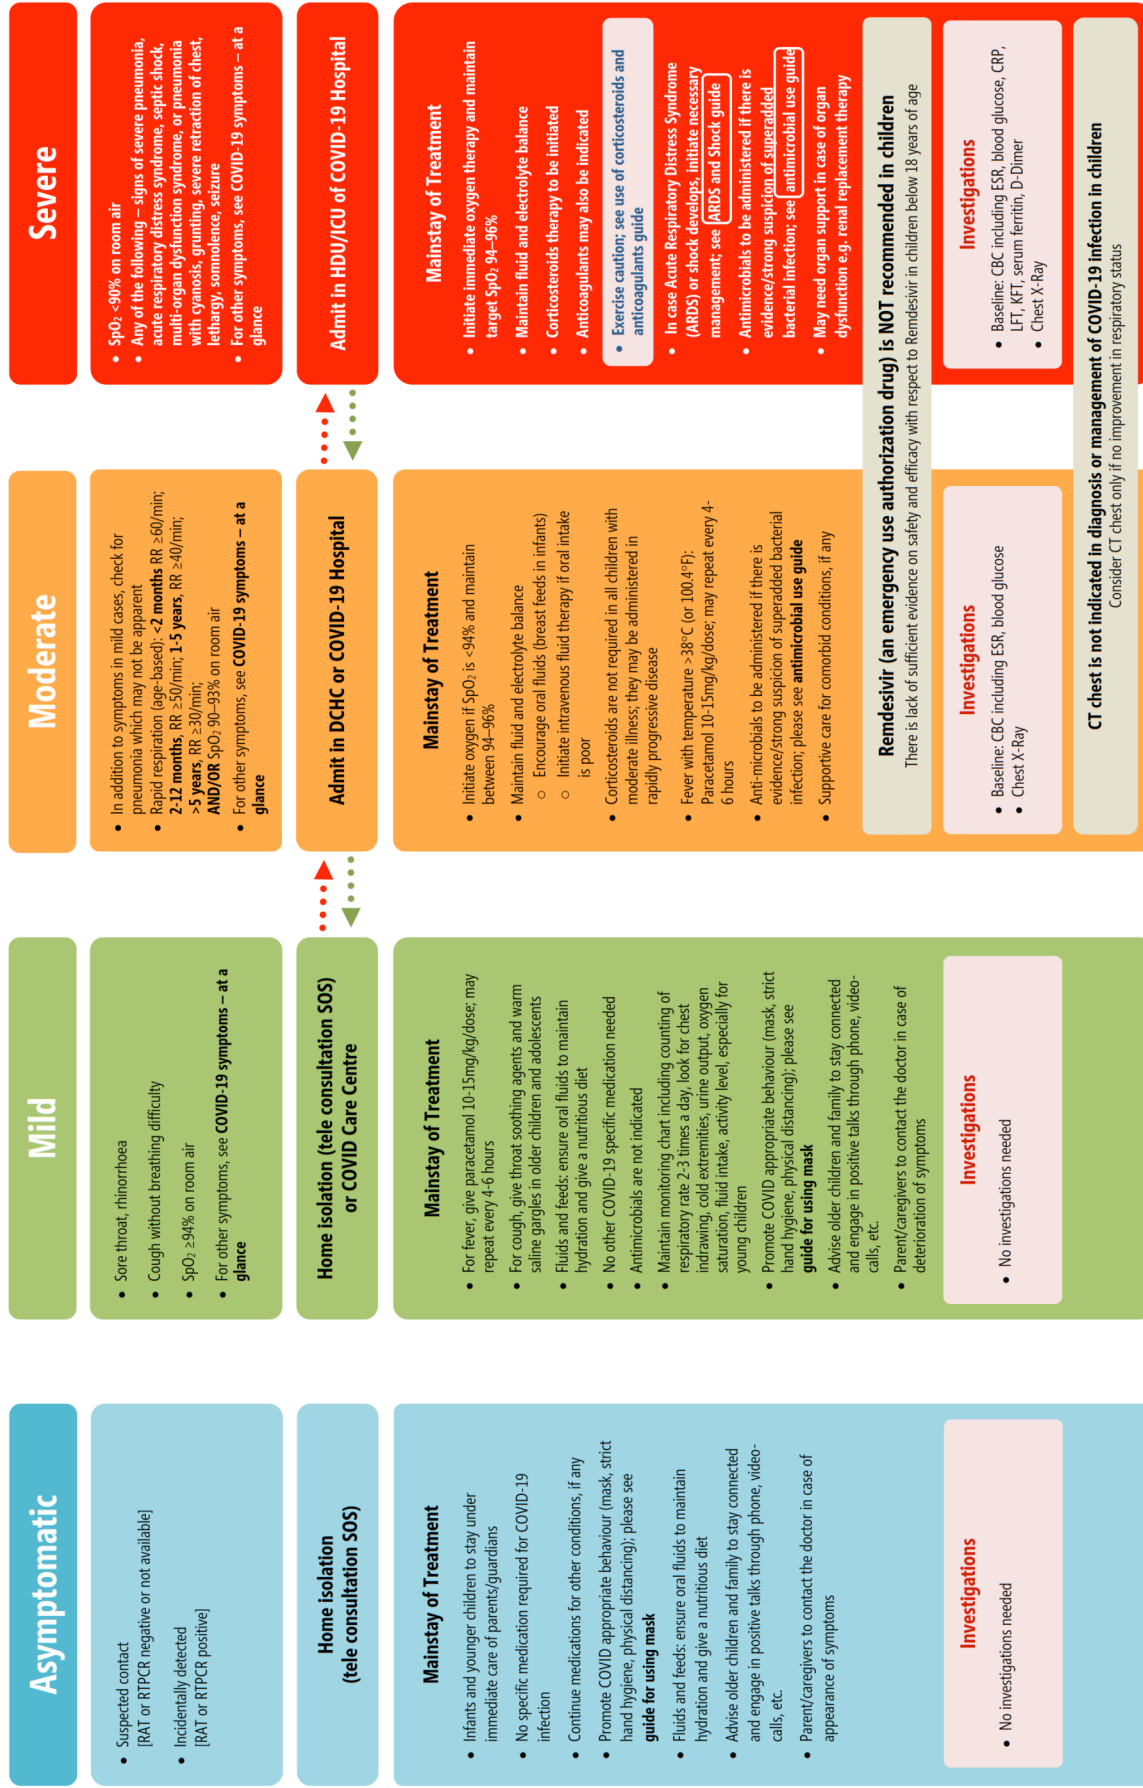 Asymptomatic
• Suspected contact
[RAT or RTPCR negative or not available]
• Incidentally detected
[RAT or RTPCR positive]
Home isolation
(tele consultation SOS)
Mainstay of Treatment
• Infants and younger children to stay under
immediate care of parents/guardians
• No specific medication required for COVID-19
infection
• Continue medications for other conditions, if any
• Promote COVID appropriate behaviour (mask, strict
hand hygiene, physical distancing); please see
guide for using mask
• Fluids and feeds: ensure oral fluids to maintain
hydration and give a nutritious diet
• Advise older children and family to stay connected
and engage in positive talks through phone, video-
calls, etc.
• Parent/caregivers to contact the doctor in case of
appearance of symptoms
Investigations
• No investigations needed
Mild
• Sore throat, rhinorrhoea
• Cough without breathing difficulty
• SpO₂ ≥94% on room air
• For other symptoms, see COVID-19 symptoms – at a
glance
Home isolation (tele consultation SOS)
or COVID Care Centre
Mainstay of Treatment
• For fever, give paracetamol 10-15mg/kg/dose; may
repeat every 4-6 hours
• For cough, give throat soothing agents and warm
saline gargles in older children and adolescents
• Fluids and feeds: ensure oral fluids to maintain
hydration and give a nutritious diet
• No other COVID-19 specific medication needed
• Antimicrobials are not indicated
• Maintain monitoring chart including counting of
respiratory rate 2-3 times a day, look for chest
indrawing, cold extremities, urine output, oxygen
saturation, fluid intake, activity level, especially for
young children
• Promote COVID appropriate behaviour (mask, strict
hand hygiene, physical distancing); please see
guide for using mask
• Advise older children and family to stay connected
and engage in positive talks through phone, video-
calls, etc.
• Parent/caregivers to contact the doctor in case of
deterioration of symptoms
Investigations
• No investigations needed
Moderate
• In addition to symptoms in mild cases, check for
pneumonia which may not be apparent
• Rapid respiration (age-based): <2 months RR ≥60/min;
2-12 months, RR ≥50/min; 1-5 years, RR ≥40/min;
>5 years, RR ≥30/min;
AND/OR SpO₂ 90–93% on room air
• For other symptoms, see COVID-19 symptoms – at a
glance
Admit in DCHC or COVID-19 Hospital
Mainstay of Treatment
• Initiate oxygen if SpO₂ is <94% and maintain
between 94–96%
• Maintain fluid and electrolyte balance
○ Encourage oral fluids (breast feeds in infants)
○ Initiate intravenous fluid therapy if oral intake
is poor
• Corticosteroids are not required in all children with
moderate illness; they may be administered in
rapidly progressive disease
• Fever with temperature >38°C (or 100.4°F):
Paracetamol 10-15mg/kg/dose; may repeat every 4-
6 hours
• Anti-microbials to be administered if there is
evidence/strong suspicion of superadded bacterial
infection; please see antimicrobial use guide
• Supportive care for comorbid conditions, if any
Investigations
• Baseline: CBC including ESR, blood glucose
• Chest X-Ray
Severe
• SpO₂ <90% on room air
• Any of the following – signs of severe pneumonia,
acute respiratory distress syndrome, septic shock,
multi-organ dysfunction syndrome, or pneumonia
with cyanosis, grunting, severe retraction of chest,
lethargy, somnolence, seizure
• For other symptoms, see COVID-19 symptoms – at a
glance
Admit in HDU/ICU of COVID-19 Hospital
Mainstay of Treatment
• Initiate immediate oxygen therapy and maintain
target SpO₂ 94–96%
• Maintain fluid and electrolyte balance
• Corticosteroids therapy to be initiated
• Anticoagulants may also be indicated
• Exercise caution; see use of corticosteroids and
anticoagulants guide
• In case Acute Respiratory Distress Syndrome
(ARDS) or shock develops, initiate necessary
management; see ARDS and Shock guide
• Antimicrobials to be administered if there is
evidence/strong suspicion of superadded
bacterial infection; see antimicrobial use guide
• May need organ support in case of organ
dysfunction e.g. renal replacement therapy
Remdesivir (an emergency use authorization drug) is NOT recommended in children
There is lack of sufficient evidence on safety and efficacy with respect to Remdesivir in children below 18 years of age
Investigations
• Baseline: CBC including ESR, blood glucose, CRP,
LFT, KFT, serum ferritin, D-Dimer
• Chest X-Ray
CT chest is not indicated in diagnosis or management of COVID-19 infection in children
Consider CT chest only if no improvement in respiratory status